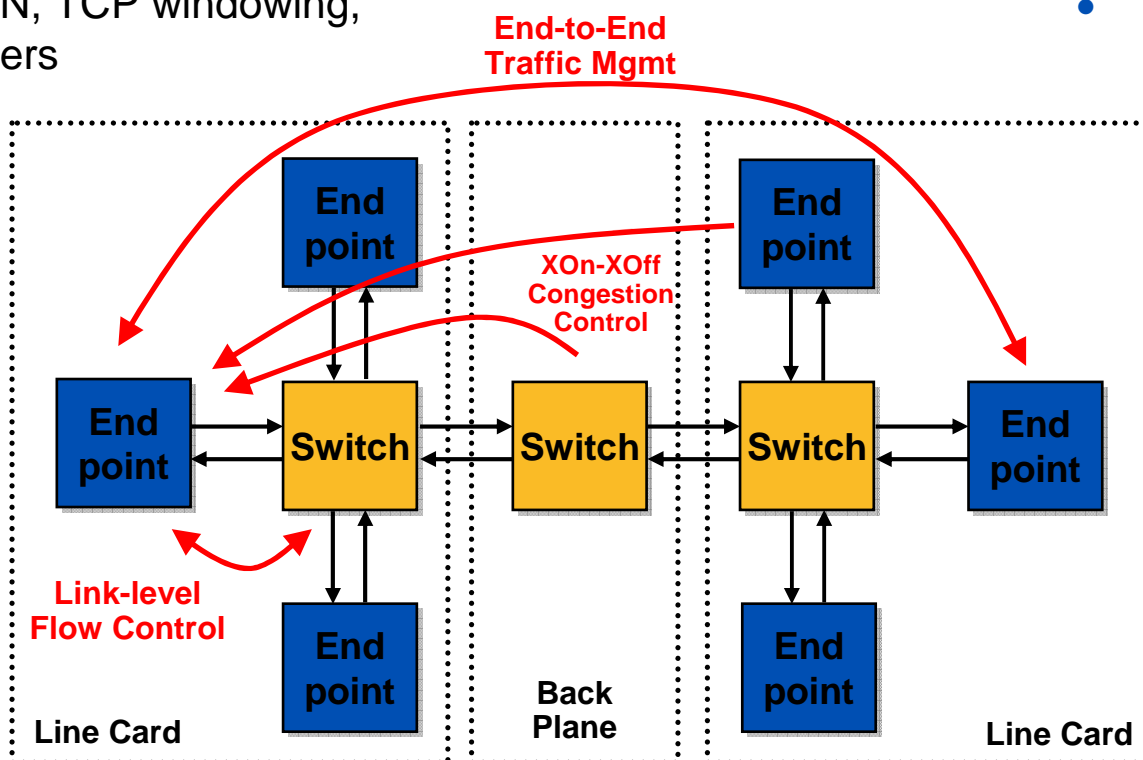 N, TCP windowing,
ers
•
End-to-End
Traffic Mgmt
End
point
End
point
XOn-XOff
Congestion
Control
End
point
Switch
Switch
Switch
End
point
Link-level
Flow Control
End
point
End
point
Back
Plane
Line Card
Line Card